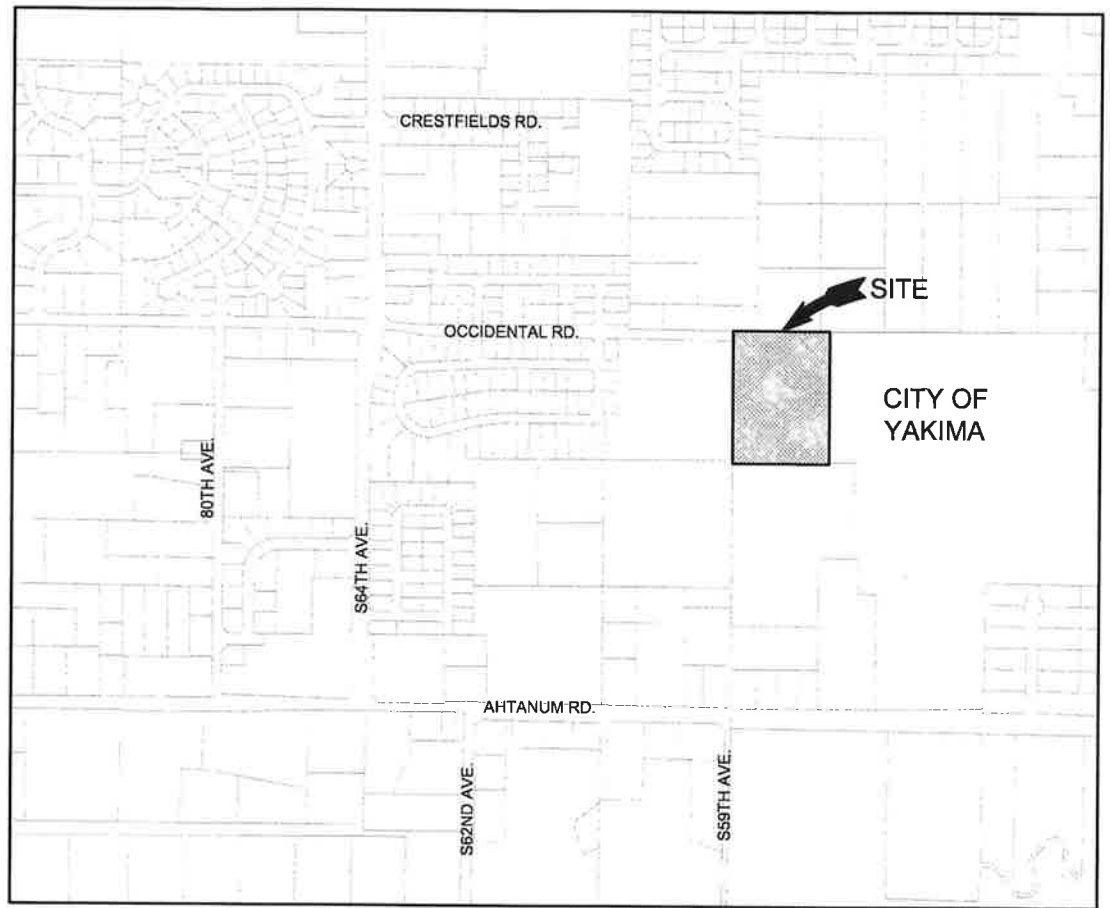 CRESTFIELDS RD.
SITE
OCCIDENTAL RD.
CITY OF
YAKIMA
80TH AVE.
S64TH AVE.
AHTANUM RD.
S62ND AVE.
S59TH AVE.